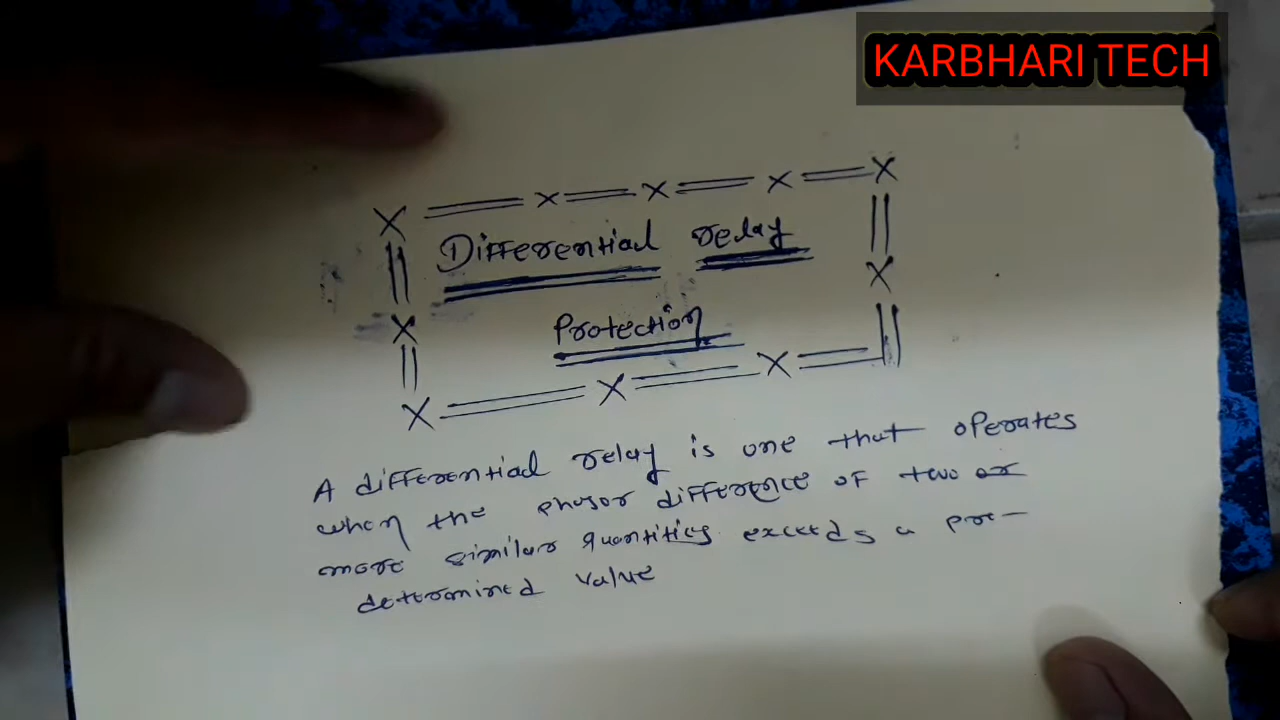 KARBHARI TECH
Differential relay
Protection
A differential relay is one that operates
when the phasor difference of two or
more similar quantities exceeds a pre-
determined value